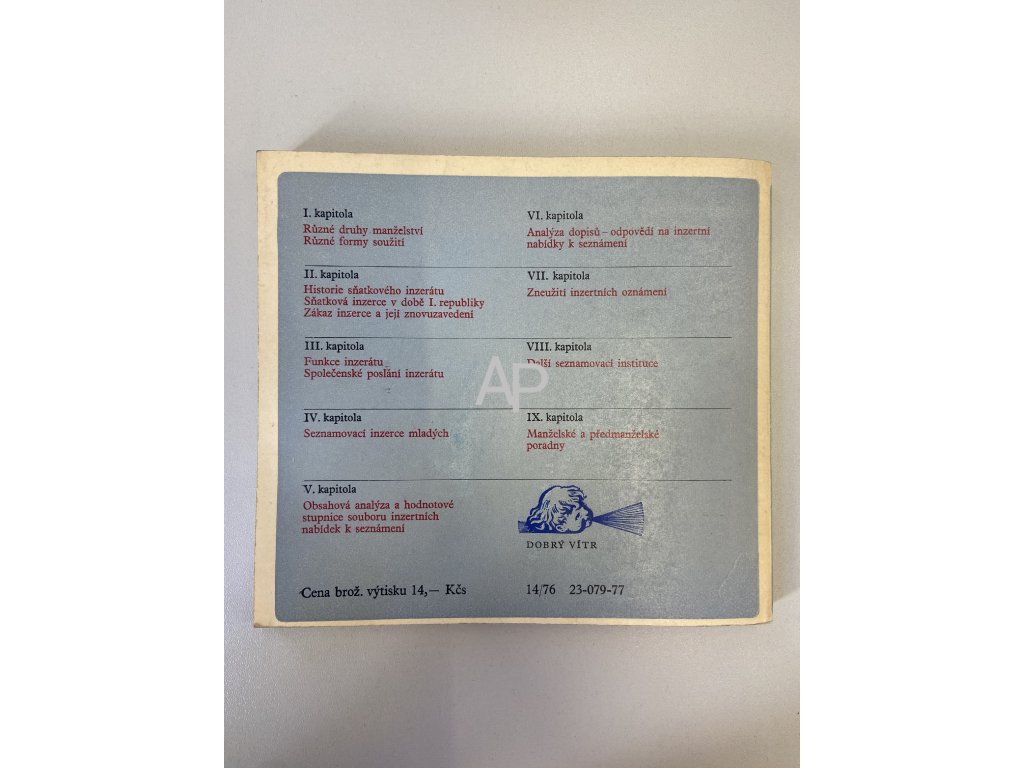 I. kapitola
Různé druhy manželství
Různé formy soužití
II. kapitola
Historie sňatkového inzerátu
Sňatková inzerce v době I. republiky
Zákaz inzerce a její znovuzavedení
III. kapitola
Funkce inzerátu
Společenské poslání inzerátu
IV. kapitola
Seznamovací inzerce mladých
V. kapitola
Obsahová analýza a hodnotové
stupnice souboru inzertních
nabídek k seznámení
VI. kapitola
Analýza dopisů – odpovědí na inzertní
nabídky k seznámení
VII. kapitola
Zneužití inzertních oznámení
VIII. kapitola
Další seznamovací instituce
IX. kapitola
Manželské a předmanželské
poradny
DOBRÝ VÍTR
Cena brož. výtisku 14,— Kčs
14/76 23-079-77
AP